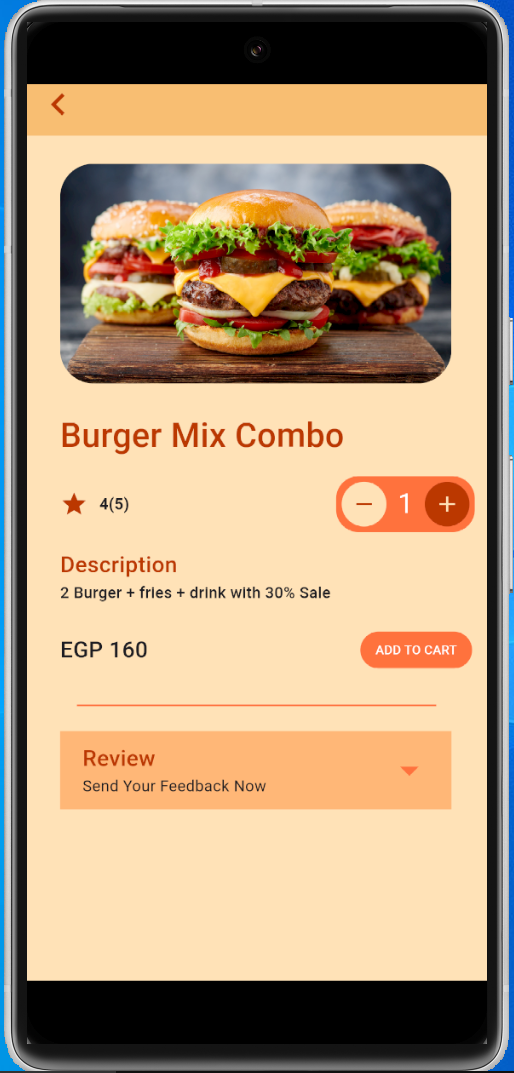 Burger Mix Combo
4(5)
− 1 +
Description
2 Burger + fries + drink with 30% Sale
EGP 160
ADD TO CART
Review
Send Your Feedback Now